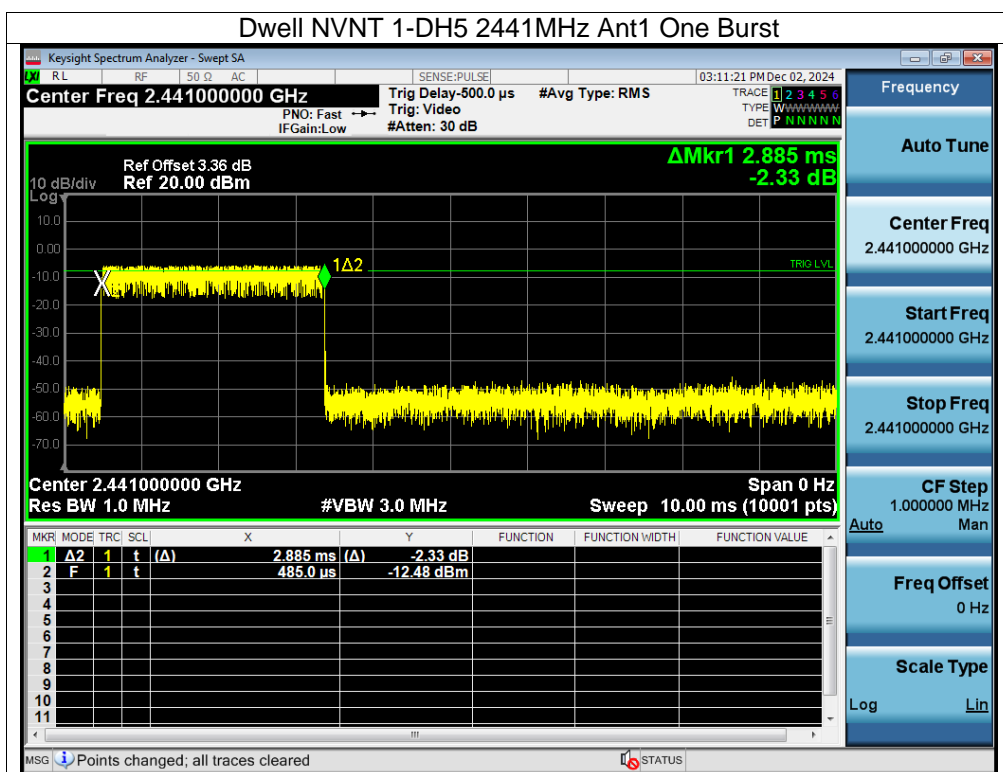 Dwell NVNT 1-DH5 2441MHz Ant1 One Burst
Keysight Spectrum Analyzer - Swept SA
LXI RL RF 50 Ω AC SENSE:PULSE 03:11:21 PM Dec 02, 2024
Center Freq 2.441000000 GHz Trig Delay-500.0 µs #Avg Type: RMS TRACE 1 2 3 4 5 6
PNO: Fast Trig: Video TYPE WWWWWW
IFGain:Low #Atten: 30 dB DET P N N N N N
ΔMkr1 2.885 ms
-2.33 dB
Ref Offset 3.36 dB
10 dB/div Ref 20.00 dBm
Log
10.0
0.00
-10.0
-20.0
-30.0
-40.0
-50.0
-60.0
-70.0
1Δ2
TRIG LVL
Center 2.441000000 GHz Span 0 Hz
Res BW 1.0 MHz #VBW 3.0 MHz Sweep 10.00 ms (10001 pts)
MKR MODE TRC SCL X Y FUNCTION FUNCTION WIDTH FUNCTION VALUE
1 Δ2 1 t (Δ) 2.885 ms (Δ) -2.33 dB
2 F 1 t 485.0 µs -12.48 dBm
3
4
5
6
7
8
9
10
11
MSG Points changed; all traces cleared STATUS
Frequency
Auto Tune
Center Freq
2.441000000 GHz
Start Freq
2.441000000 GHz
Stop Freq
2.441000000 GHz
CF Step
1.000000 MHz
Auto Man
Freq Offset
0 Hz
Scale Type
Log Lin